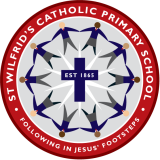 ST WILFRID'S CATHOLIC PRIMARY SCHOOL
EST 1865
• FOLLOWING IN JESUS' FOOTSTEPS •